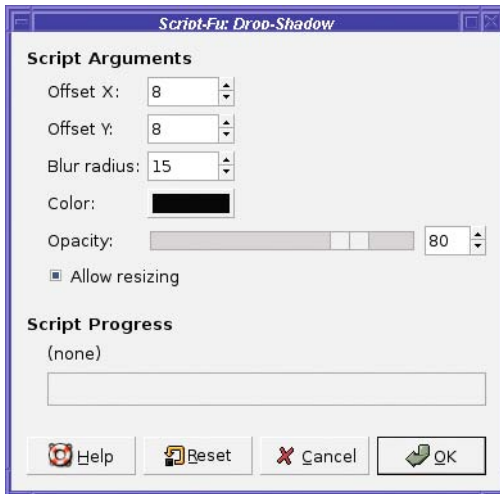 Script-Fu: Drop-Shadow
Script Arguments
Offset X: 8
Offset Y: 8
Blur radius: 15
Color:
Opacity: 80
Allow resizing
Script Progress
(none)
Help Reset Cancel OK